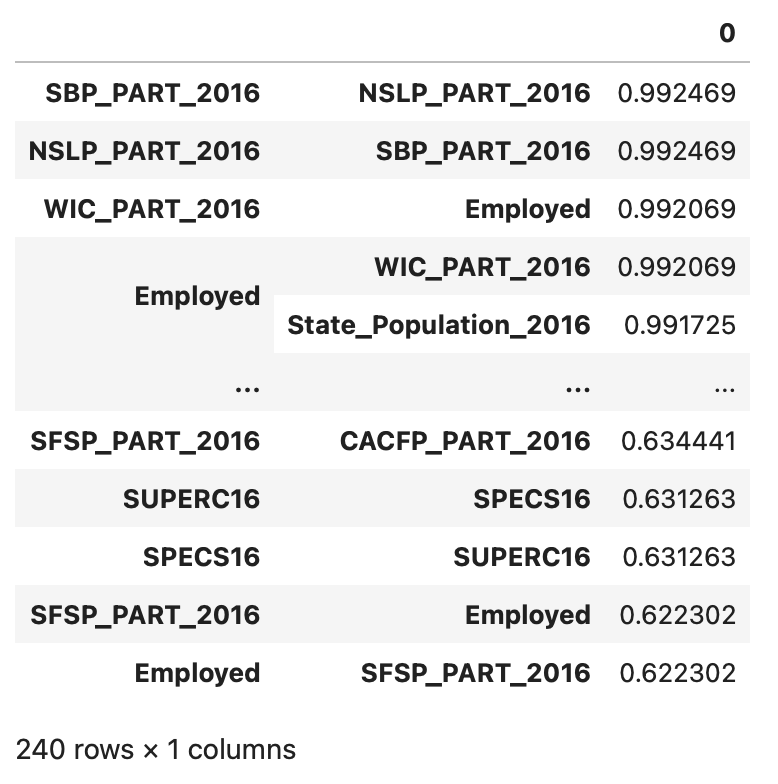 0
SBP_PART_2016 NSLP_PART_2016 0.992469
NSLP_PART_2016 SBP_PART_2016 0.992469
WIC_PART_2016 Employed 0.992069
Employed WIC_PART_2016 0.992069
State_Population_2016 0.991725
... ... ...
SFSP_PART_2016 CACFP_PART_2016 0.634441
SUPERC16 SPECS16 0.631263
SPECS16 SUPERC16 0.631263
SFSP_PART_2016 Employed 0.622302
Employed SFSP_PART_2016 0.622302
240 rows × 1 columns